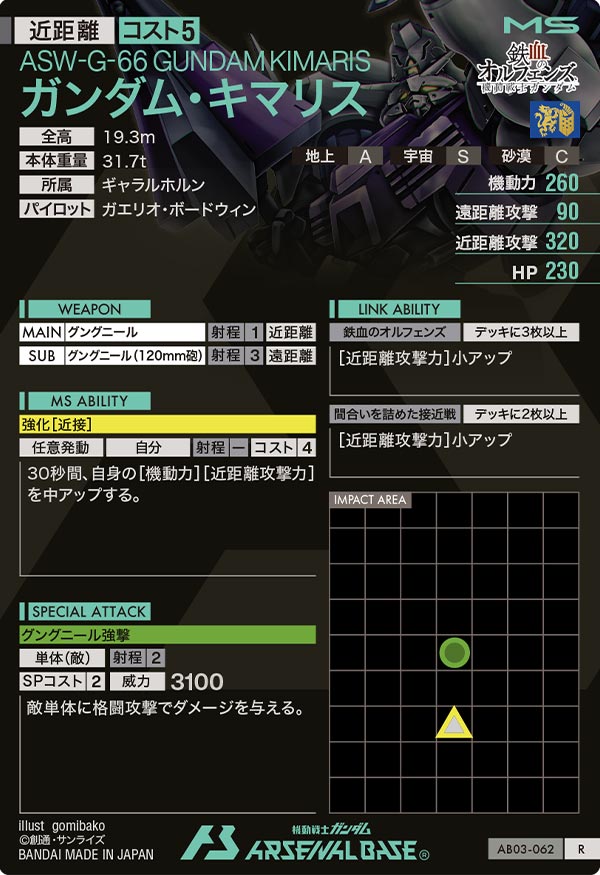 近距離 コスト5 MS
ASW-G-66 GUNDAM KIMARIS
ガンダム・キマリス
鉄血のオルフェンズ
機動戦士ガンダム
全高 19.3m
本体重量 31.7t
所属 ギャラルホルン
パイロット ガエリオ・ボードウィン
地上 A 宇宙 S 砂漠 C
機動力 260
遠距離攻撃 90
近距離攻撃 320
HP 230
WEAPON
MAIN グングニール 射程 1 近距離
SUB グングニール(120mm砲) 射程 3 遠距離
MS ABILITY
強化[近接]
任意発動 自分 射程 ー コスト 4
30秒間、自身の[機動力][近距離攻撃力]
を中アップする。
SPECIAL ATTACK
グングニール強撃
単体(敵) 射程 2
SPコスト 2 威力 3100
敵単体に格闘攻撃でダメージを与える。
LINK ABILITY
鉄血のオルフェンズ デッキに3枚以上
[近距離攻撃力]小アップ
間合いを詰めた接近戦 デッキに2枚以上
[近距離攻撃力]小アップ
IMPACT AREA
illust gomibako
©創通・サンライズ
BANDAI MADE IN JAPAN
機動戦士ガンダム
AB ARSENAL BASE®
AB03-062 R